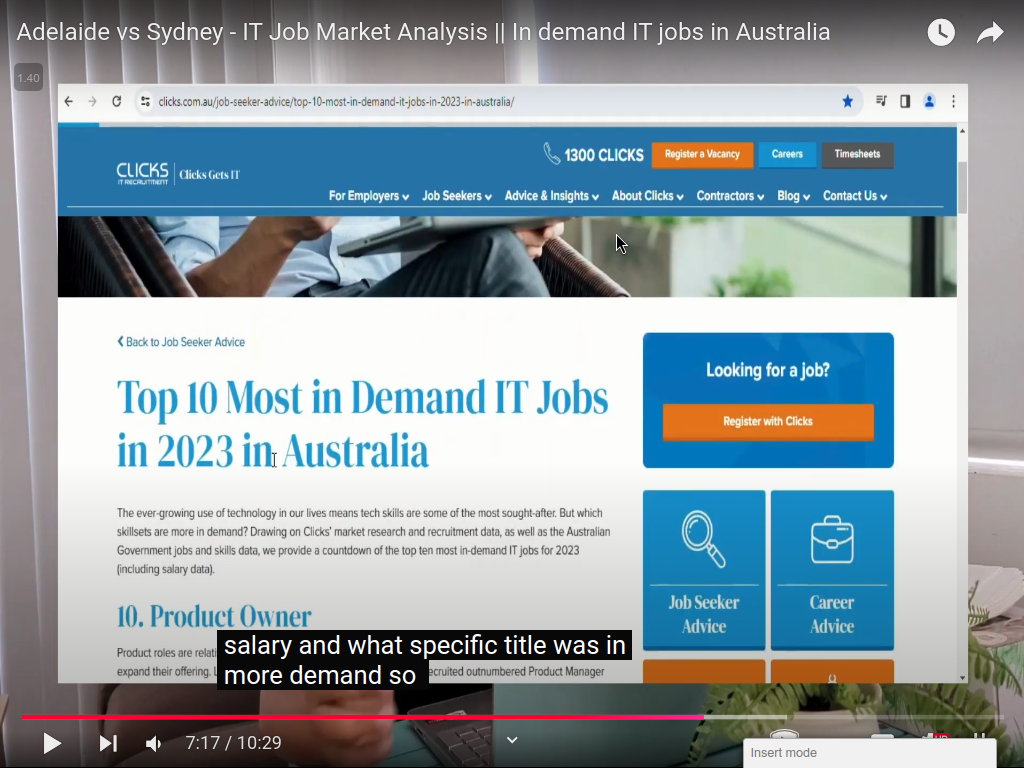 Adelaide vs Sydney - IT Job Market Analysis || In demand IT jobs in Australia
1.40
clicks.com.au/job-seeker-advice/top-10-most-in-demand-it-jobs-in-2023-in-australia/
1300 CLICKS
Register a Vacancy
Careers
Timesheets
CLICKS
IT RECRUITMENT
Clicks Gets IT
For Employers
Job Seekers
Advice & Insights
About Clicks
Contractors
Blog
Contact Us
Back to Job Seeker Advice
Top 10 Most in Demand IT Jobs
in 2023 in Australia
Looking for a job?
Register with Clicks
The ever-growing use of technology in our lives means tech skills are some of the most sought-after. But which
skillsets are more in demand? Drawing on Clicks' market research and recruitment data, as well as the Australian
Government jobs and skills data, we provide a countdown of the top ten most in-demand IT jobs for 2023
(including salary data).
Job Seeker
Advice
Career
Advice
10. Product Owner
Product roles are relati
expand their offering. L
ecruited outnumbered Product Manager
salary and what specific title was in
more demand so
7:17 / 10:29
HD
Insert mode